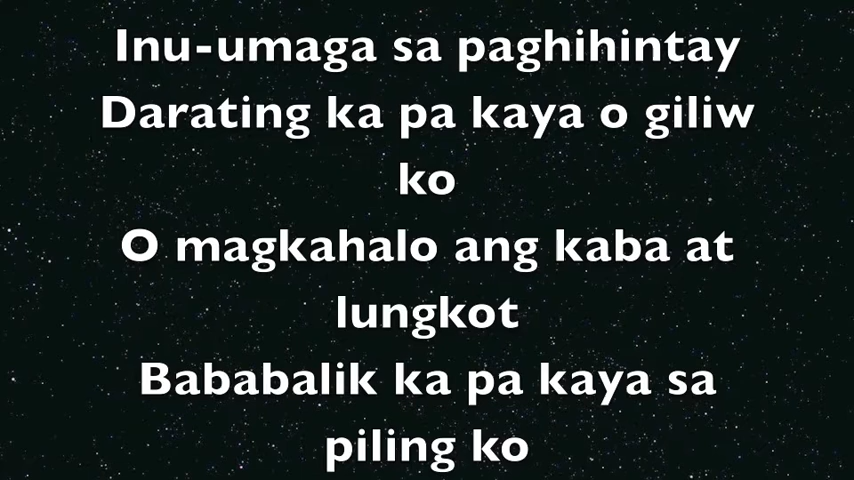 Inu-umaga sa paghihintay
Darating ka pa kaya o giliw
ko
O magkahalo ang kaba at
lungkot
Bababalik ka pa kaya sa
piling ko